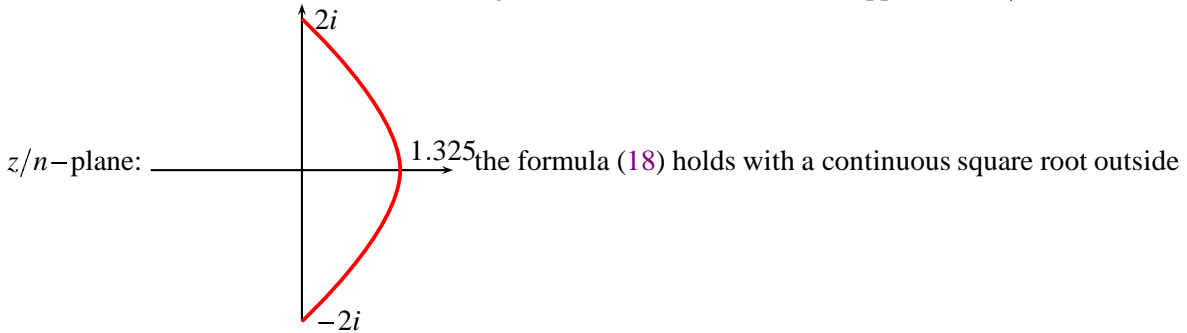 2i
1.325
z/n−plane: the formula (18) holds with a continuous square root outside
−2i